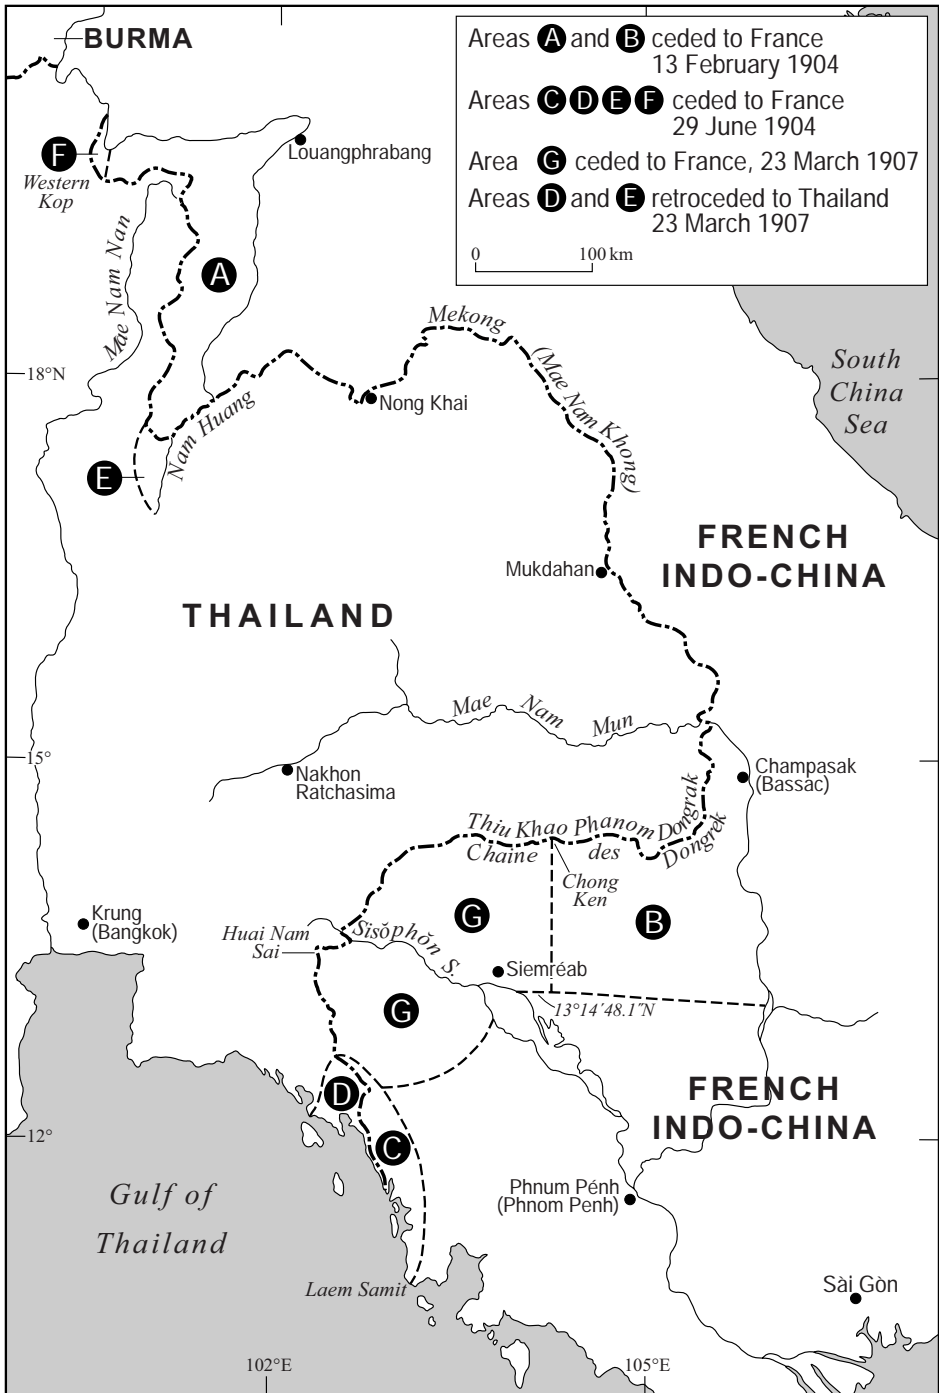 BURMA
Areas A and B ceded to France
13 February 1904
Areas C D E F ceded to France
29 June 1904
Area G ceded to France, 23 March 1907
Areas D and E retroceded to Thailand
23 March 1907
0 100 km
F
Western
Kop
Louangphrabang
Mae Nam Nan
A
Mekong
(Mae Nam Khong)
South
China
Sea
18°N
Nong Khai
Nam Huang
E
FRENCH
INDO-CHINA
Mukdahan
THAILAND
Mae Nam Mun
15°
Nakhon
Ratchasima
Champasak
(Bassac)
Thiu Khao Phanom Dongrak
Chaine des Dongrek
Chong
Ken
G
B
Krung
(Bangkok)
Huai Nam
Sai
Sisŏphŏn S.
Siemréab
13°14′48.1″N
G
D
FRENCH
INDO-CHINA
12°
C
Gulf of
Thailand
Phnum Pénh
(Phnom Penh)
Laem Samit
Sài Gòn
102°E
105°E